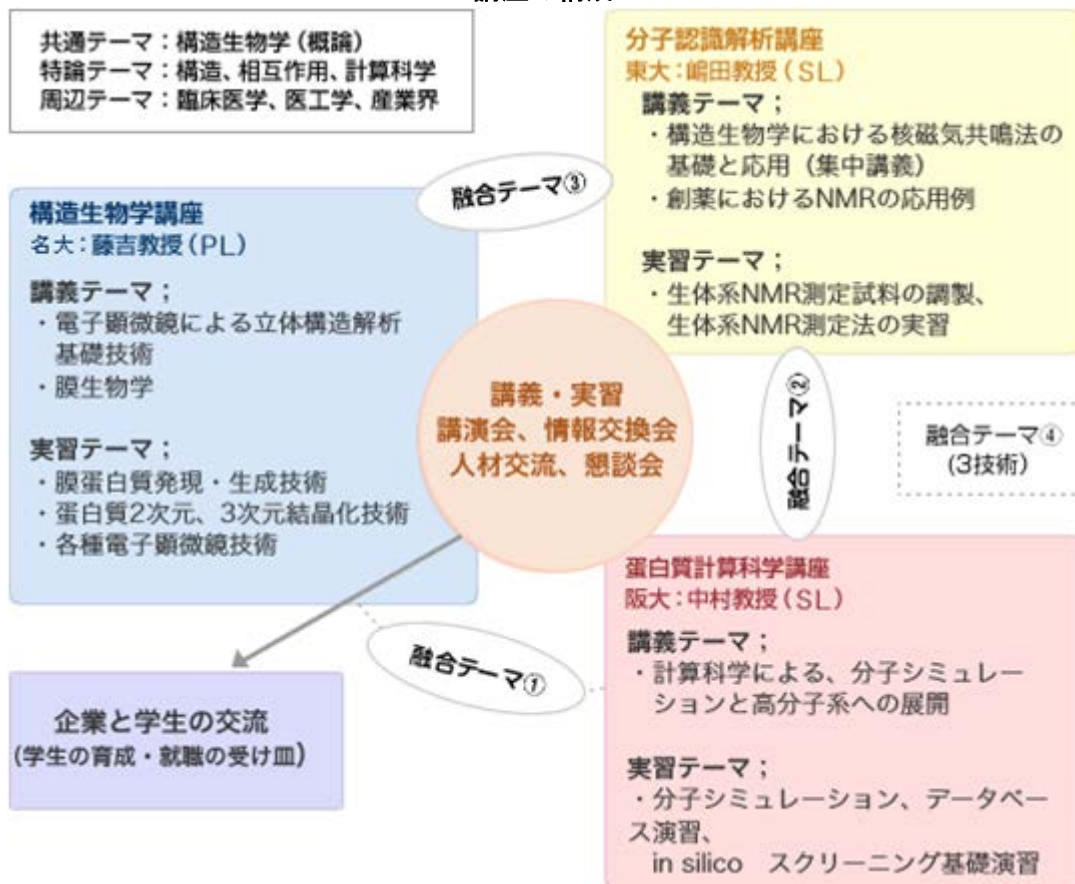 講座の構成
共通テーマ：構造生物学（概論）
特論テーマ：構造、相互作用、計算科学
周辺テーマ：臨床医学、医工学、産業界
分子認識解析講座
東大：嶋田教授（SL）
講義テーマ；
・構造生物学における核磁気共鳴法の
基礎と応用（集中講義）
・創薬におけるNMRの応用例
実習テーマ；
・生体系NMR測定試料の調製、
生体系NMR測定法の実習
融合テーマ③
構造生物学講座
名大：藤吉教授（PL）
講義テーマ；
・電子顕微鏡による立体構造解析
基礎技術
・膜生物学
実習テーマ；
・膜蛋白質発現・生成技術
・蛋白質2次元、3次元結晶化技術
・各種電子顕微鏡技術
講義・実習
講演会、情報交換会
人材交流、懇談会
融合テーマ②
融合テーマ④
（3技術）
融合テーマ①
蛋白質計算科学講座
阪大：中村教授（SL）
講義テーマ；
・計算科学による、分子シミュレー
ションと高分子系への展開
実習テーマ；
・分子シミュレーション、データベー
ス演習、
in silico　スクリーニング基礎演習
企業と学生の交流
（学生の育成・就職の受け皿）